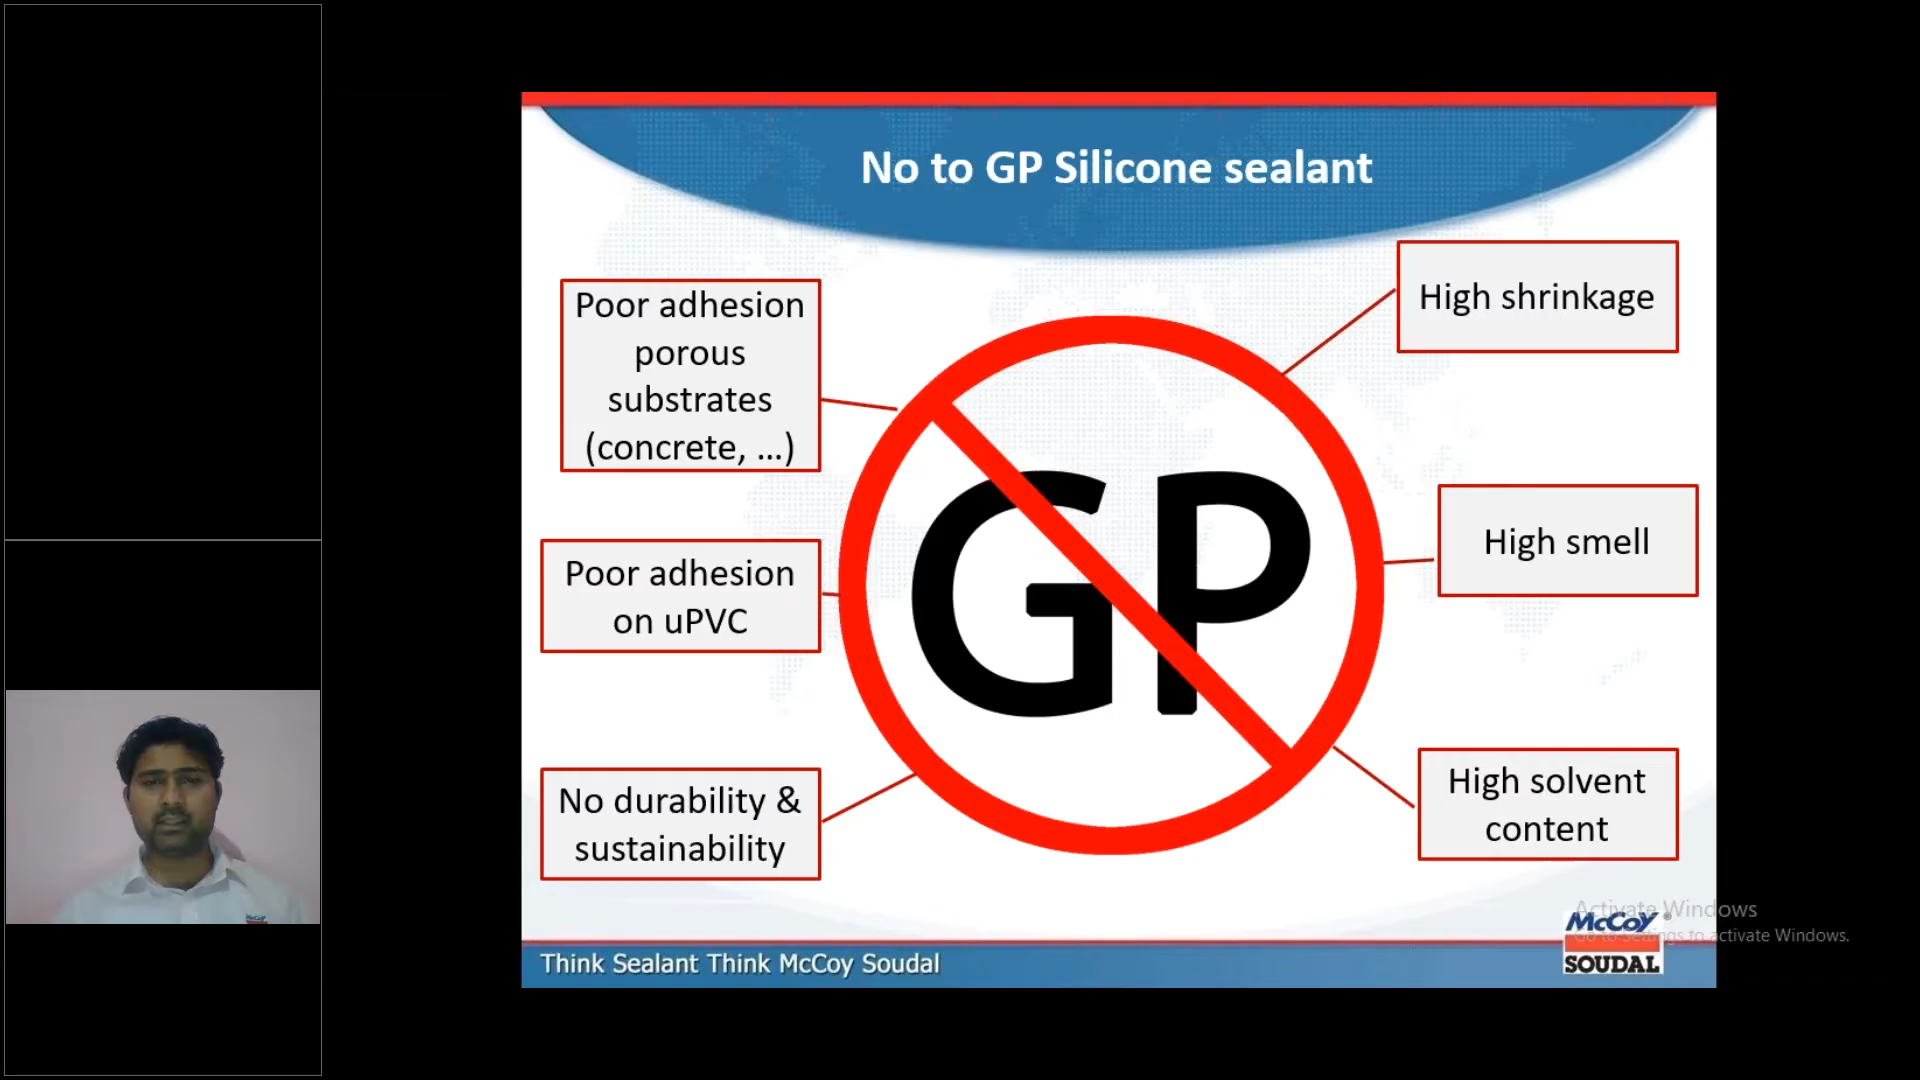 No to GP Silicone sealant
Poor adhesion
porous
substrates
(concrete, ...)
High shrinkage
GP
High smell
Poor adhesion
on uPVC
No durability &
sustainability
High solvent
content
Activate Windows
Go to Settings to activate Windows.
McCoy
SOUDAL
Think Sealant Think McCoy Soudal
McCoy